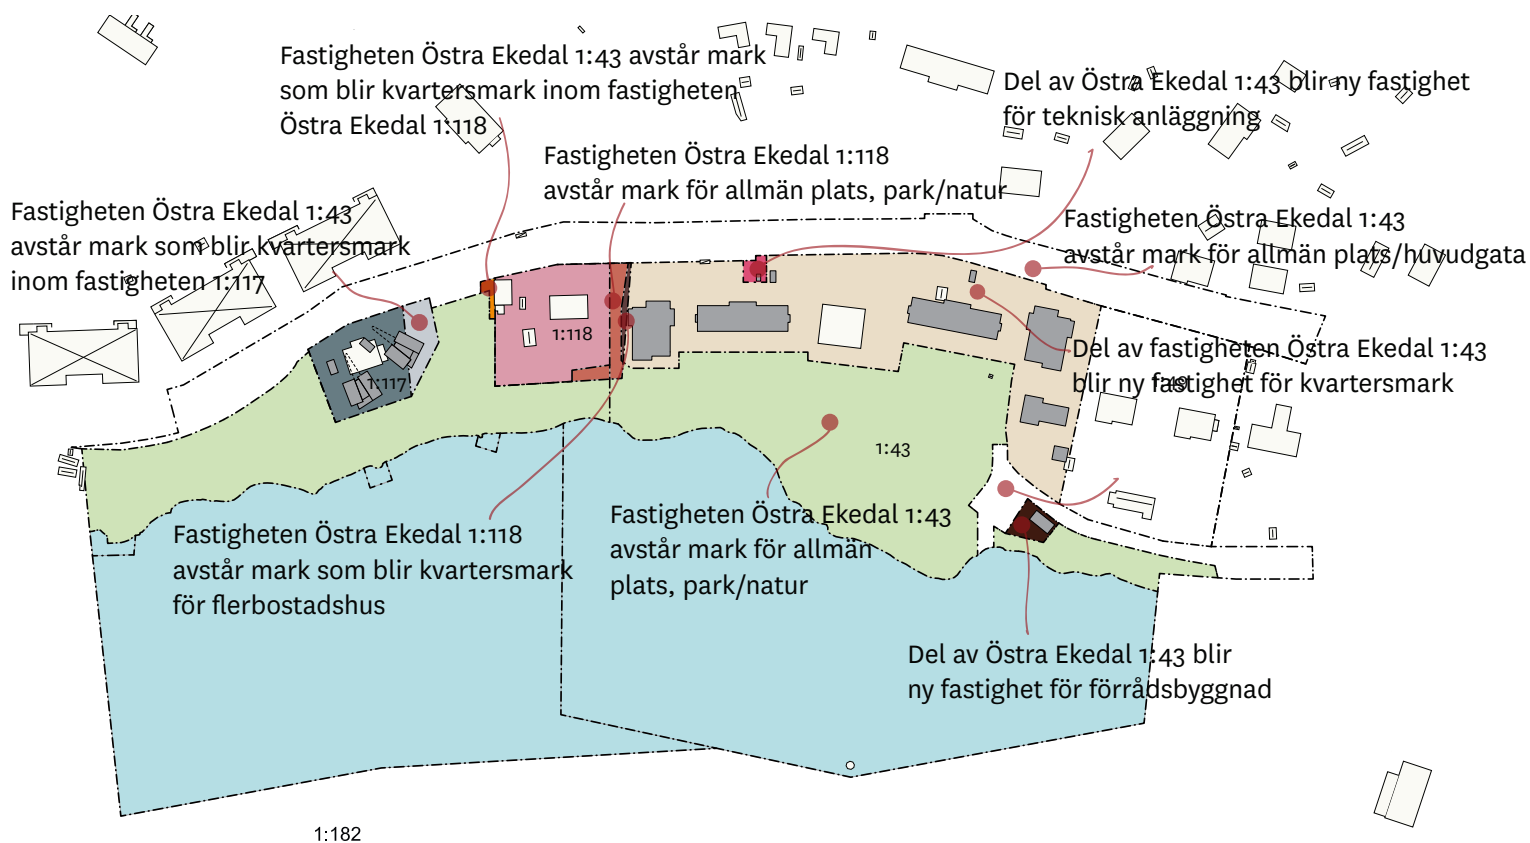 Fastigheten Östra Ekedal 1:43 avstår mark
som blir kvartersmark inom fastigheten
Östra Ekedal 1:118
Del av Östra Ekedal 1:43 blir ny fastighet
för teknisk anläggning
Fastigheten Östra Ekedal 1:118
avstår mark för allmän plats, park/natur
Fastigheten Östra Ekedal 1:43
avstår mark som blir kvartersmark
inom fastigheten 1:117
Fastigheten Östra Ekedal 1:43
avstår mark för allmän plats/huvudgata
1:118
1:117
Del av fastigheten Östra Ekedal 1:43
blir ny fastighet för kvartersmark
1:49
1:43
Fastigheten Östra Ekedal 1:118
avstår mark som blir kvartersmark
för flerbostadshus
Fastigheten Östra Ekedal 1:43
avstår mark för allmän
plats, park/natur
Del av Östra Ekedal 1:43 blir
ny fastighet för förrådsbyggnad
1:182